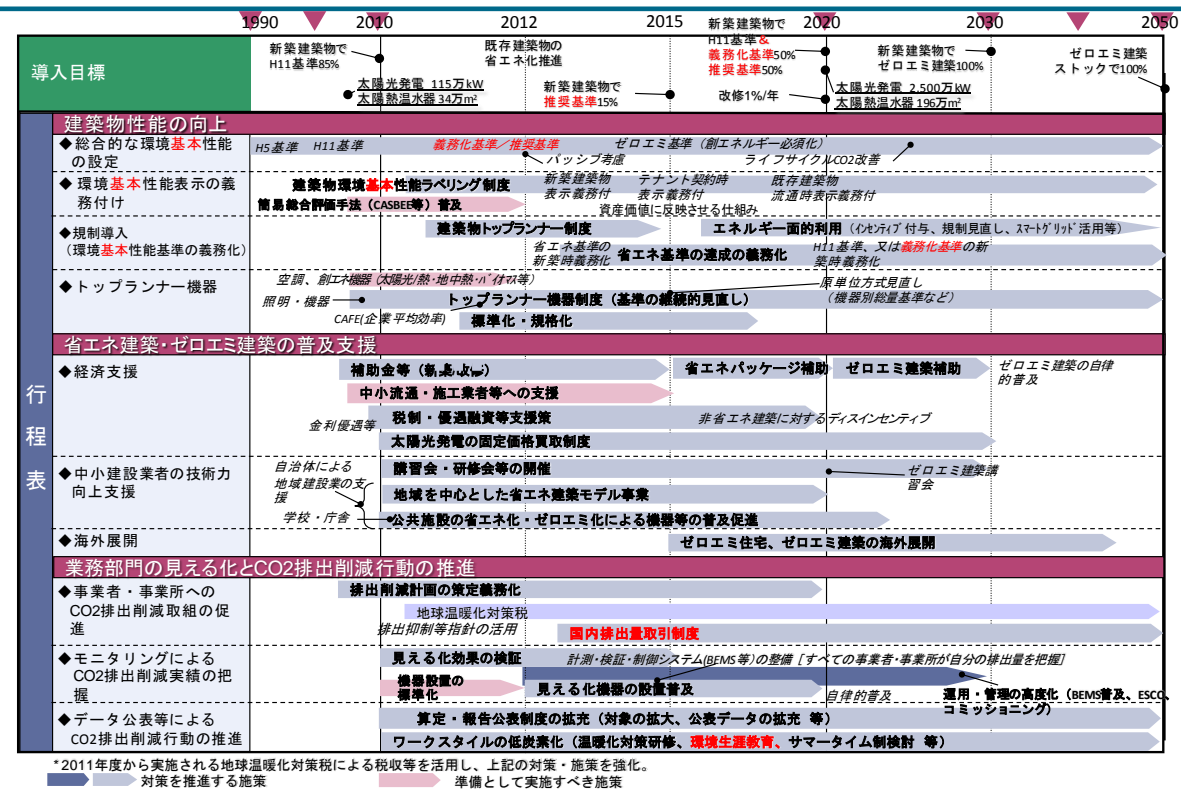 1990 2010 2012 2015 2020 2030 2050
導入目標
新築建築物で
H11基準85%
太陽光発電 115万kW
太陽熱温水器 34万m²
既存建築物の
省エネ化推進
新築建築物で
推奨基準15%
新築建築物で
H11基準&
義務化基準50%
推奨基準50%
改修1%/年
新築建築物で
ゼロエミ建築100%
太陽光発電 2,500万kW
太陽熱温水器 196万m²
ゼロエミ建築
ストックで100%
行程表
建築物性能の向上
◆総合的な環境基本性能
の設定
H5基準 H11基準 義務化基準／推奨基準 ゼロエミ基準（創エネルギー必須化）
パッシブ考慮 ライフサイクルCO2改善
◆環境基本性能表示の義
務付け
建築物環境基本性能ラベリング制度
簡易総合評価手法（CASBEE等）普及
新築建築物
表示義務付
テナント契約時
表示義務付
既存建築物
流通時表示義務付
資産価値に反映させる仕組み
◆規制導入
（環境基本性能基準の義務化）
建築物トップランナー制度
エネルギー面的利用（インセンティブ付与、規制見直し、スマートグリッド活用等）
省エネ基準の
新築時義務化
省エネ基準の達成の義務化
H11基準、又は義務化基準の新
築時義務化
◆トップランナー機器
空調、創エネ機器（太陽光/熱・地中熱・バイオマス等）
照明・機器
トップランナー機器制度（基準の継続的見直し）
原単位方式見直し
（機器別総量基準など）
CAFE(企業平均効率)
標準化・規格化
省エネ建築・ゼロエミ建築の普及支援
◆経済支援
補助金等
省エネパッケージ補助
ゼロエミ建築補助
ゼロエミ建築の自律
的普及
中小流通・施工業者等への支援
金利優遇等
税制・優遇融資等支援策
非省エネ建築に対するディスインセンティブ
太陽光発電の固定価格買取制度
◆中小建設業者の技術力
向上支援
自治体による
地域建設業の支
援
学校・庁舎
講習会・研修会等の開催
ゼロエミ建築講
習会
地域を中心とした省エネ建築モデル事業
公共施設の省エネ化・ゼロエミ化による機器等の普及促進
◆海外展開
ゼロエミ住宅、ゼロエミ建築の海外展開
業務部門の見える化とCO2排出削減行動の推進
◆事業者・事業所への
CO2排出削減取組の促
進
排出削減計画の策定義務化
地球温暖化対策税
排出抑制等指針の活用
国内排出量取引制度
◆モニタリングによる
CO2排出削減実績の把
握
見える化効果の検証
計測・検証・制御システム(BEMS等)の整備［すべての事業者・事業所が自分の排出量を把握］
機器設置の
標準化
見える化機器の設置普及
自律的普及
運用・管理の高度化（BEMS普及、ESCO、
コミッショニング）
◆データ公表等による
CO2排出削減行動の推進
算定・報告公表制度の拡充（対象の拡大、公表データの拡充 等）
ワークスタイルの低炭素化（温暖化対策研修、環境生涯教育、サマータイム制検討 等）
*2011年度から実施される地球温暖化対策税による税収等を活用し、上記の対策・施策を強化。
対策を推進する施策
準備として実施すべき施策